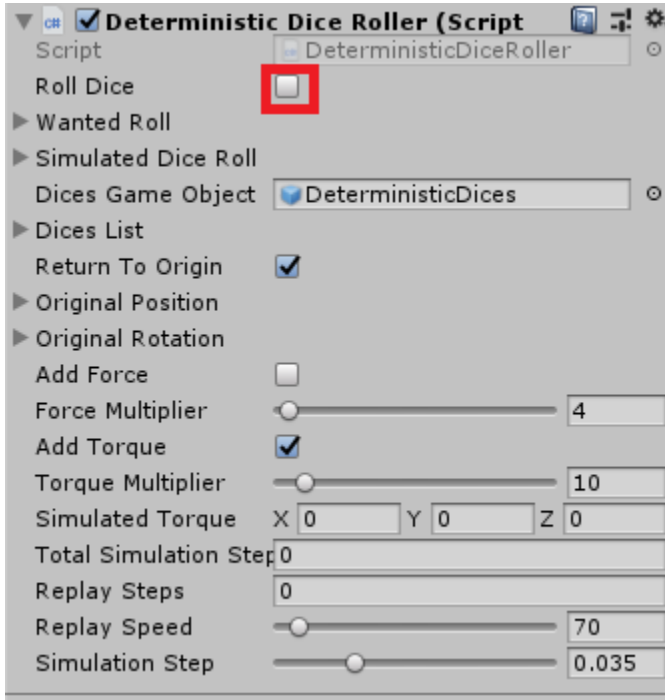 Deterministic Dice Roller (Script
Script DeterministicDiceRoller
Roll Dice
Wanted Roll
Simulated Dice Roll
Dices Game Object DeterministicDices
Dices List
Return To Origin
Original Position
Original Rotation
Add Force
Force Multiplier 4
Add Torque
Torque Multiplier 10
Simulated Torque X 0 Y 0 Z 0
Total Simulation Step 0
Replay Steps 0
Replay Speed 70
Simulation Step 0.035